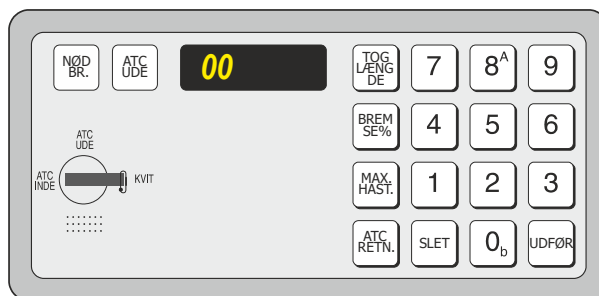 NØD
BR.
ATC
UDE
00
TOG
LÆNG
DE
7
8A
9
BREM
SE%
4
5
6
ATC
UDE
ATC
INDE
KVIT
MAX.
HAST.
1
2
3
ATC
RETN.
SLET
0b
UDFØR